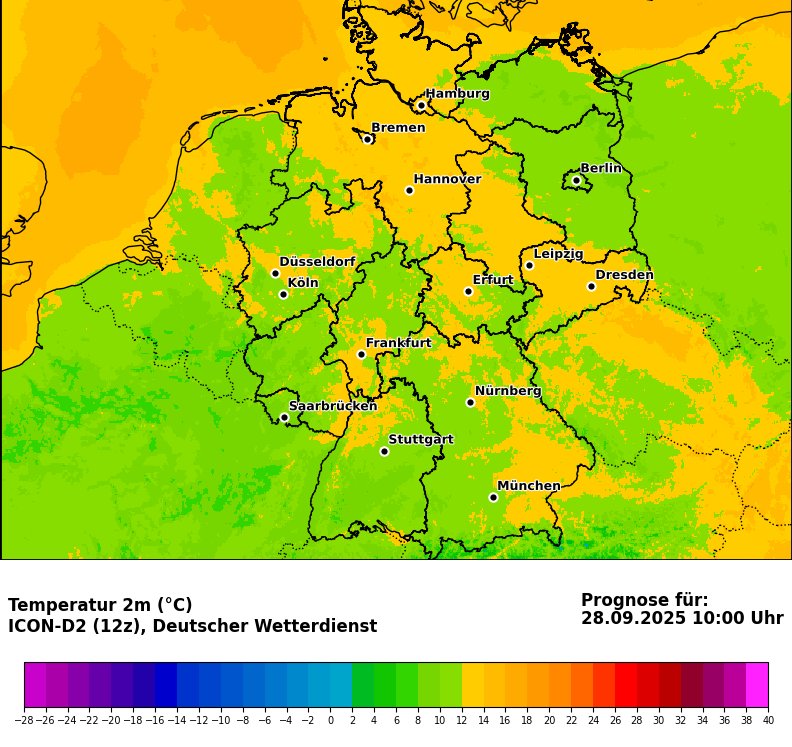 Hamburg
Bremen
Berlin
Hannover
Leipzig
Düsseldorf
Dresden
Köln
Erfurt
Frankfurt
Nürnberg
Saarbrücken
Stuttgart
München
Temperatur 2m (°C)
ICON-D2 (12z), Deutscher Wetterdienst
Prognose für:
28.09.2025 10:00 Uhr
−28 −26 −24 −22 −20 −18 −16 −14 −12 −10 −8 −6 −4 −2 0 2 4 6 8 10 12 14 16 18 20 22 24 26 28 30 32 34 36 38 40